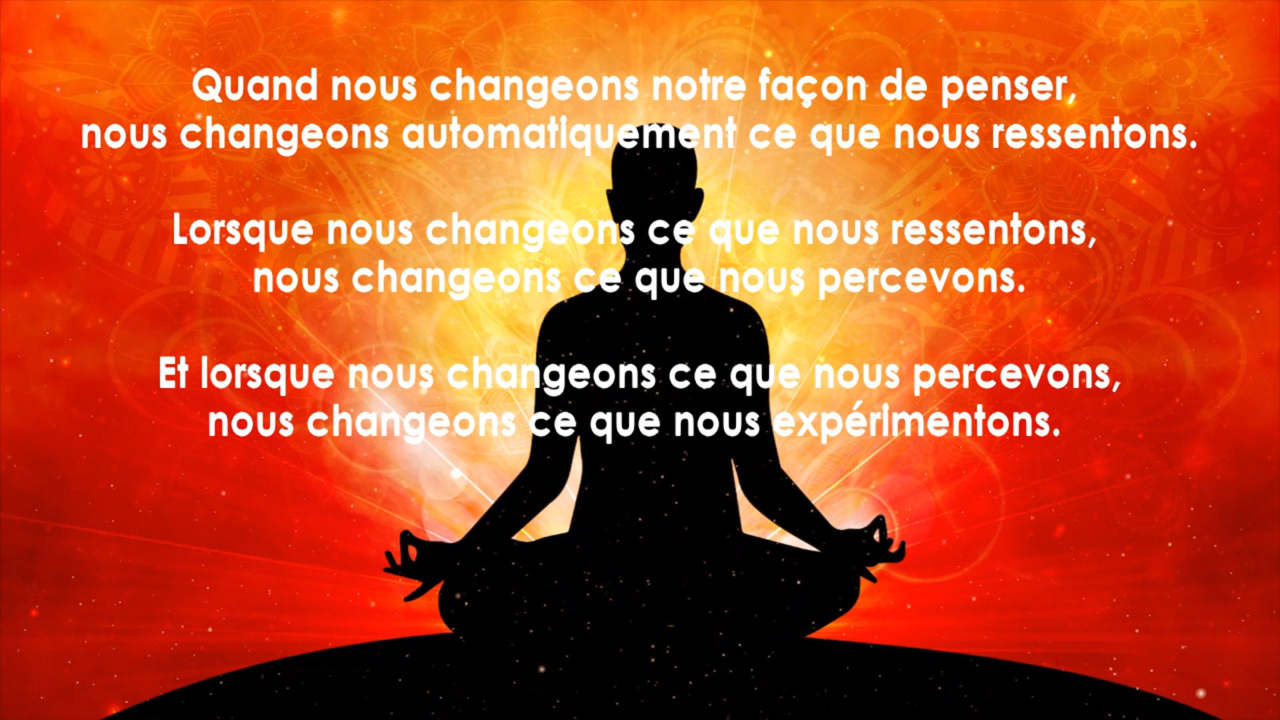 Quand nous changeons notre façon de penser,
nous changeons automatiquement ce que nous ressentons.
Lorsque nous changeons ce que nous ressentons,
nous changeons ce que nous percevons.
Et lorsque nous changeons ce que nous percevons,
nous changeons ce que nous expérimentons.